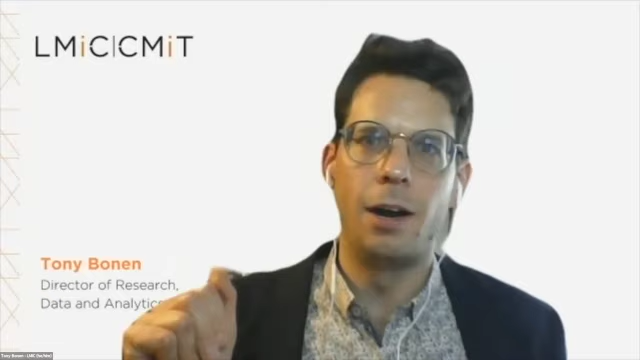 LMiC|CMiT
Tony Bonen
Director of Research,
Data and Analytics